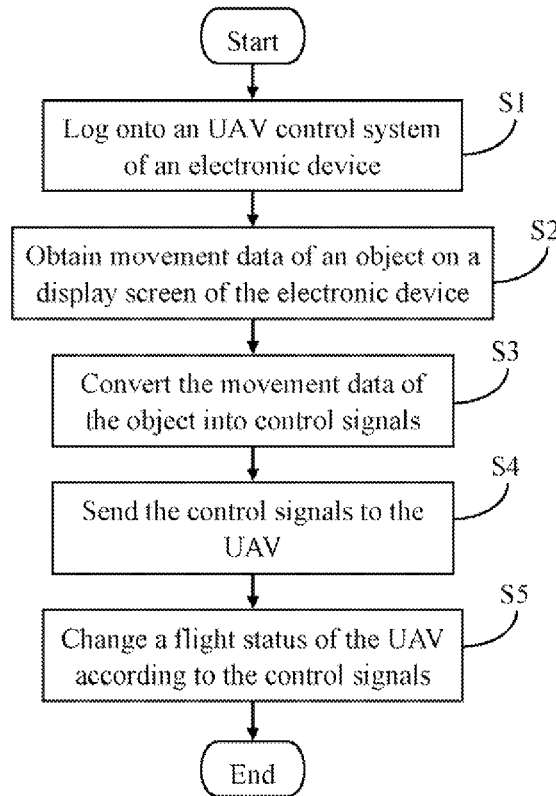 Start
S1
Log onto an UAV control system
of an electronic device
S2
Obtain movement data of an object on a
display screen of the electronic device
S3
Convert the movement data of
the object into control signals
S4
Send the control signals to the
UAV
S5
Change a flight status of the UAV
according to the control signals
End